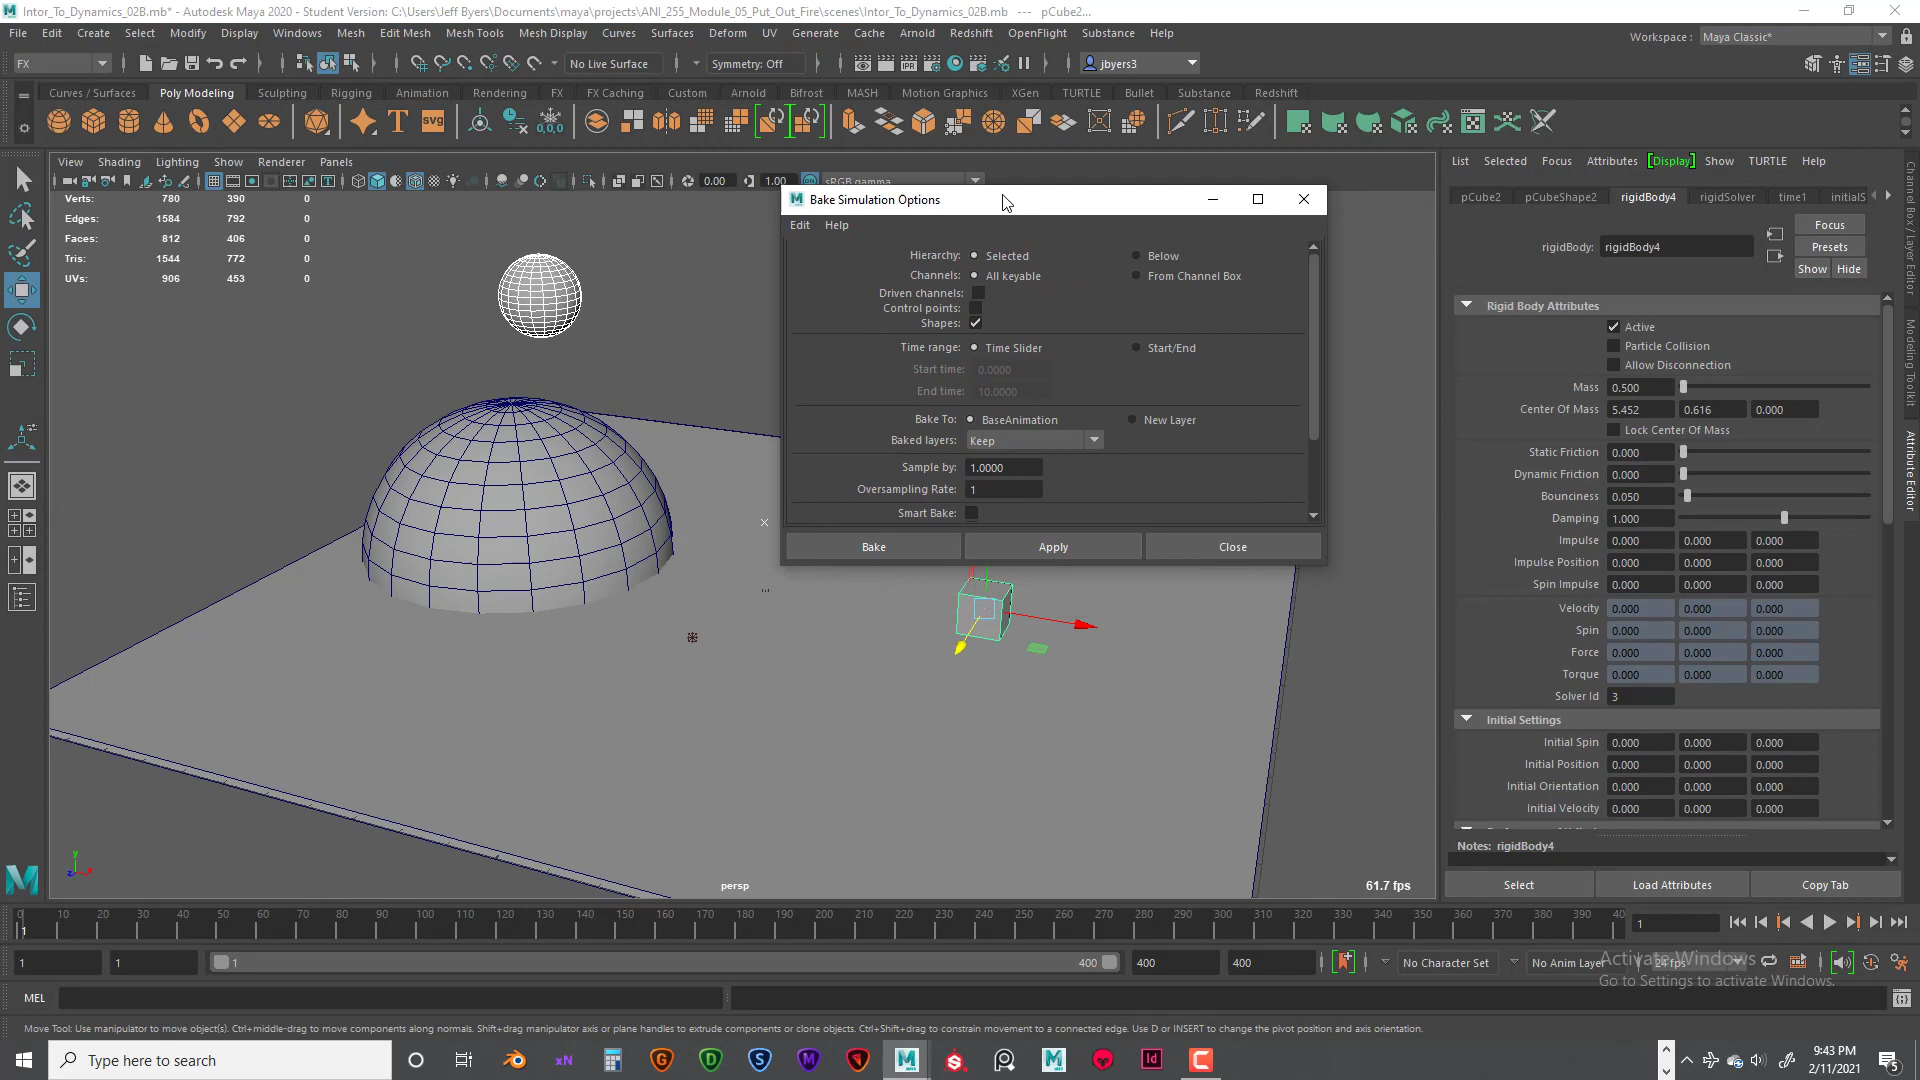 Intor_To_Dynamics_02B.mb* - Autodesk Maya 2020 - Student Version: C:\Users\Jeff Byers\Documents\maya\projects\ANI_255_Module_05_Put_Out_Fire\scenes\Intor_To_Dynamics_02B.mb --- pCube2...
File Edit Create Select Modify Display Windows Mesh Edit Mesh Mesh Tools Mesh Display Curves Surfaces Deform UV Generate Cache Arnold Redshift OpenFlight Substance Help
Workspace : Maya Classic*
FX No Live Surface Symmetry: Off jbyers3
Curves / Surfaces Poly Modeling Sculpting Rigging Animation Rendering FX FX Caching Custom Arnold Bifrost MASH Motion Graphics XGen TURTLE Bullet Substance Redshift
View Shading Lighting Show Renderer Panels
0.00 1.00 sRGB gamma
Verts: 780 390 0
Edges: 1584 792 0
Faces: 812 406 0
Tris: 1544 772 0
UVs: 906 453 0
Bake Simulation Options
Edit Help
Hierarchy: Selected Below
Channels: All keyable From Channel Box
Driven channels:
Control points:
Shapes:
Time range: Time Slider Start/End
Start time: 0.0000
End time: 10.0000
Bake To: BaseAnimation New Layer
Baked layers: Keep
Sample by: 1.0000
Oversampling Rate: 1
Smart Bake:
Bake Apply Close
persp
61.7 fps
List Selected Focus Attributes Display Show TURTLE Help
pCube2 pCubeShape2 rigidBody4 rigidSolver time1 initialS
rigidBody: rigidBody4
Focus
Presets
Show Hide
Rigid Body Attributes
Active
Particle Collision
Allow Disconnection
Mass 0.500
Center Of Mass 5.452 0.616 0.000
Lock Center Of Mass
Static Friction 0.000
Dynamic Friction 0.000
Bounciness 0.050
Damping 1.000
Impulse 0.000 0.000 0.000
Impulse Position 0.000 0.000 0.000
Spin Impulse 0.000 0.000 0.000
Velocity 0.000 0.000 0.000
Spin 0.000 0.000 0.000
Force 0.000 0.000 0.000
Torque 0.000 0.000 0.000
Solver Id 3
Initial Settings
Initial Spin 0.000 0.000 0.000
Initial Position 0.000 0.000 0.000
Initial Orientation 0.000 0.000 0.000
Initial Velocity 0.000 0.000 0.000
Notes: rigidBody4
Select Load Attributes Copy Tab
Channel Box / Layer Editor
Modeling Toolkit
Attribute Editor
0 10 20 30 40 50 60 70 80 90 100 110 120 130 140 150 160 170 180 190 200 210 220 230 240 250 260 270 280 290 300 310 320 330 340 350 360 370 380 390 40
1
1
1 1 1 400 400 400 No Character Set No Anim Layer 24 fps
Activate Windows
Go to Settings to activate Windows.
MEL
Move Tool: Use manipulator to move object(s). Ctrl+middle-drag to move components along normals. Shift+drag manipulator axis or plane handles to extrude components or clone objects. Ctrl+Shift+drag to constrain movement to a connected edge. Use D or INSERT to change the pivot position and axis orientation.
Type here to search
9:43 PM
2/11/2021
5